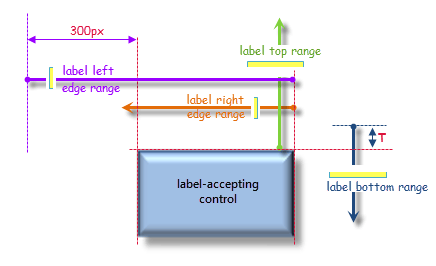 300px
label top range
label left
edge range
label right
edge range
T
label-accepting
control
label bottom range